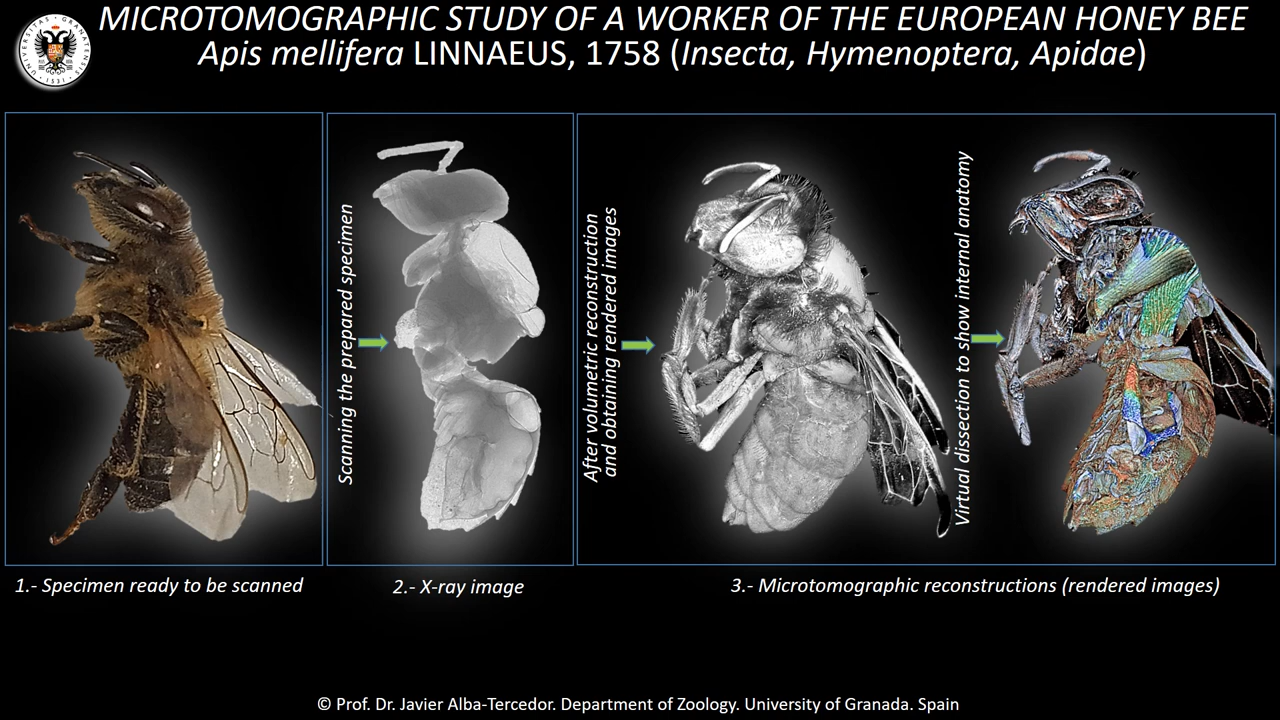 MICROTOMOGRAPHIC STUDY OF A WORKER OF THE EUROPEAN HONEY BEE
Apis mellifera LINNAEUS, 1758 (Insecta, Hymenoptera, Apidae)
UNIVERSITAS GRANATENSIS
1531
Scanning the prepared specimen
After volumetric reconstruction
and obtaining rendered images
Virtual dissection to show internal anatomy
1.- Specimen ready to be scanned
2.- X-ray image
3.- Microtomographic reconstructions (rendered images)
© Prof. Dr. Javier Alba-Tercedor. Department of Zoology. University of Granada. Spain